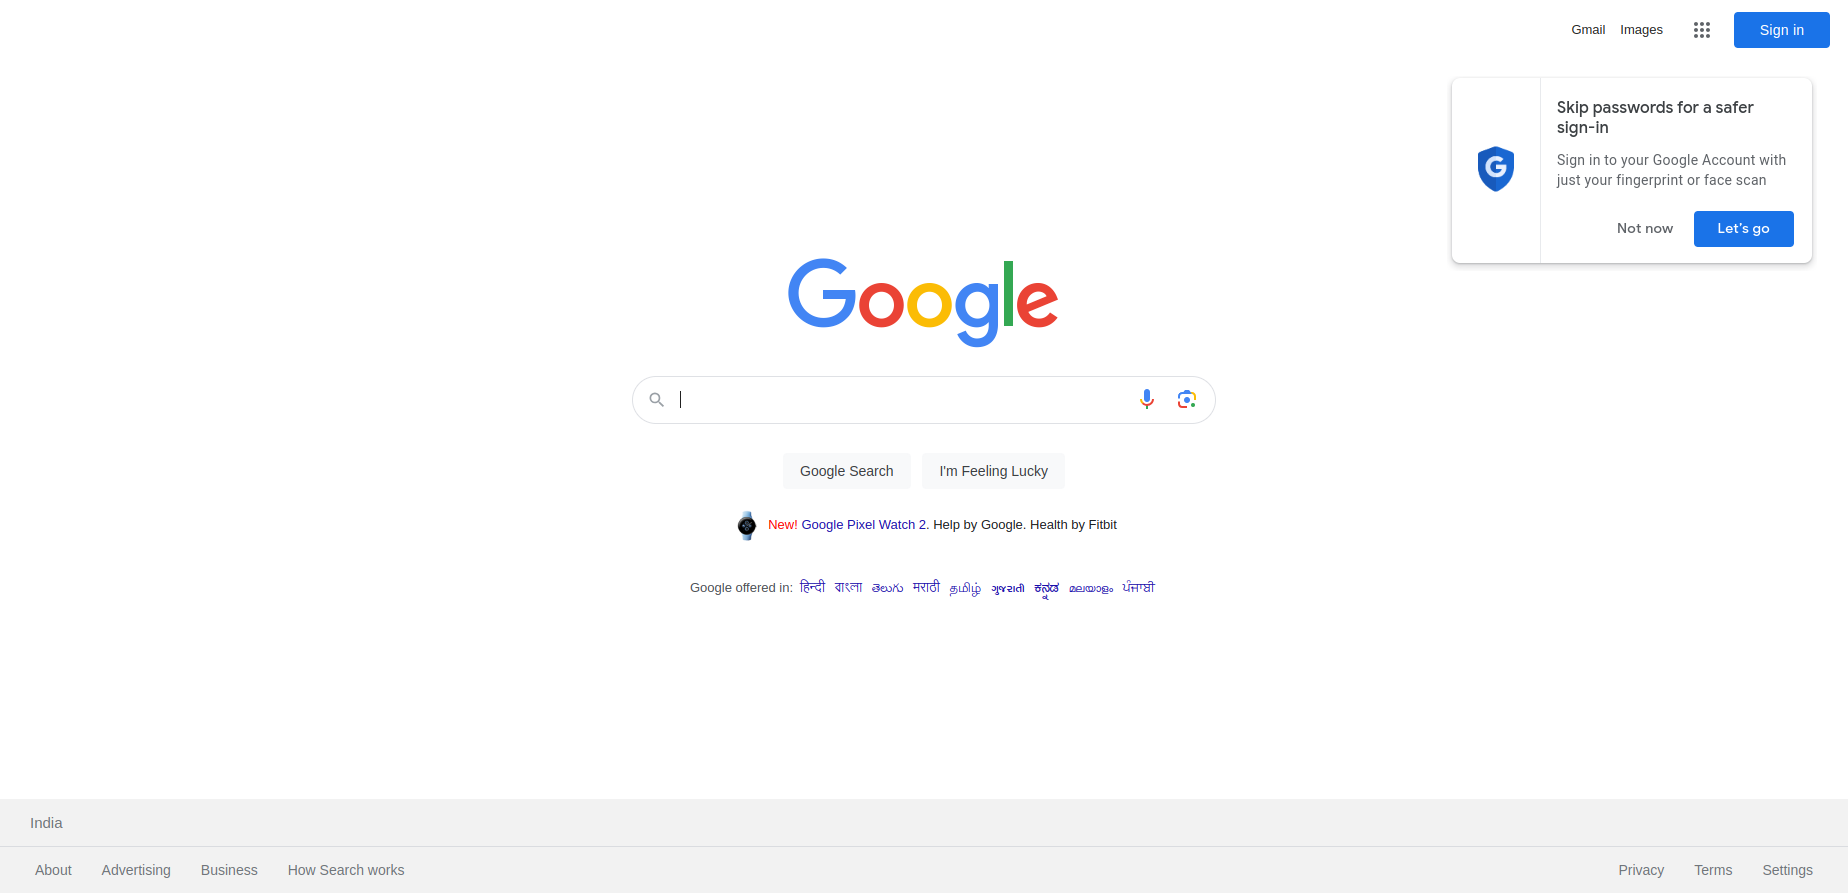 Gmail Images Sign in
Skip passwords for a safer
sign-in
Sign in to your Google Account with
just your fingerprint or face scan
Not now Let's go
Google
Google Search I'm Feeling Lucky
New! Google Pixel Watch 2. Help by Google. Health by Fitbit
Google offered in: हिन्दी বাংলা తెలుగు मराठी தமிழ் ગુજરાતી ಕನ್ನಡ മലയാളം ਪੰਜਾਬੀ
India
About Advertising Business How Search works Privacy Terms Settings